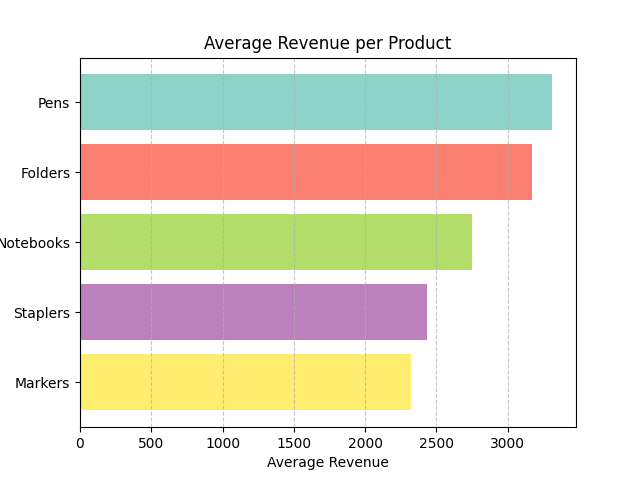 Average Revenue per Product
Pens
Folders
Notebooks
Staplers
Markers
0 500 1000 1500 2000 2500 3000
Average Revenue